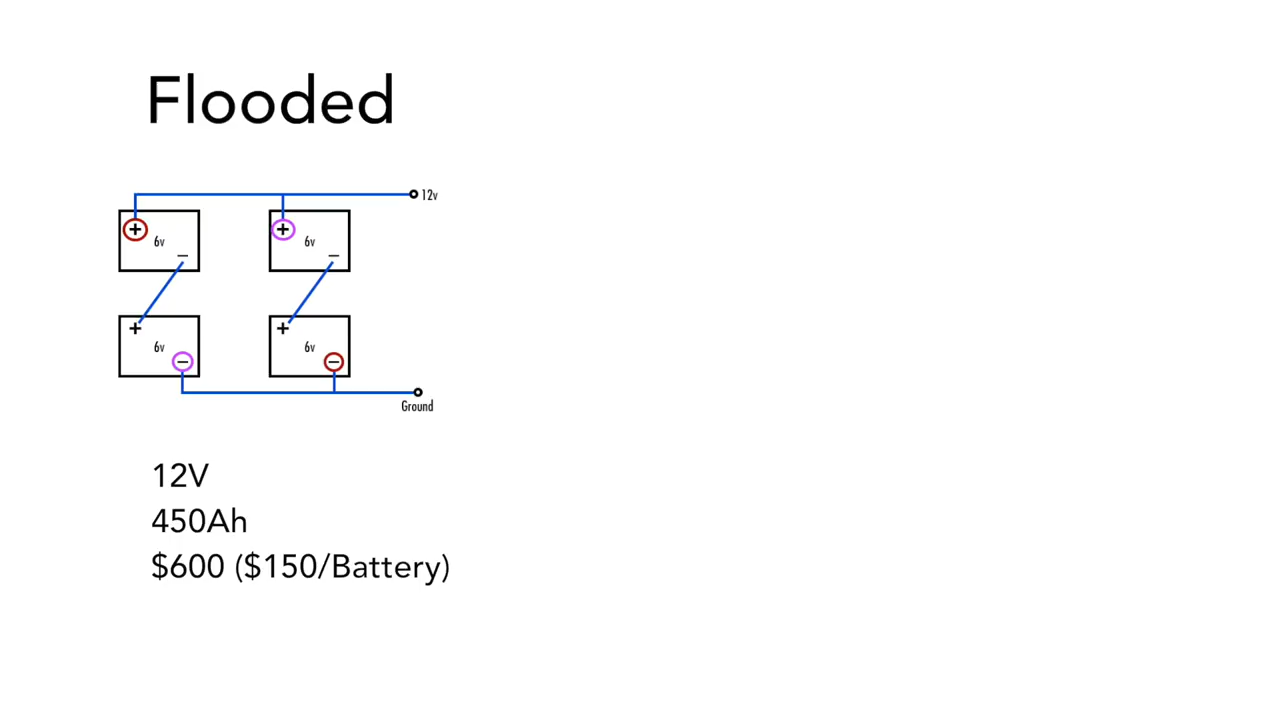 Flooded
12v
+ +
6v 6v
– –
+ +
6v 6v
– –
Ground
12V
450Ah
$600 ($150/Battery)